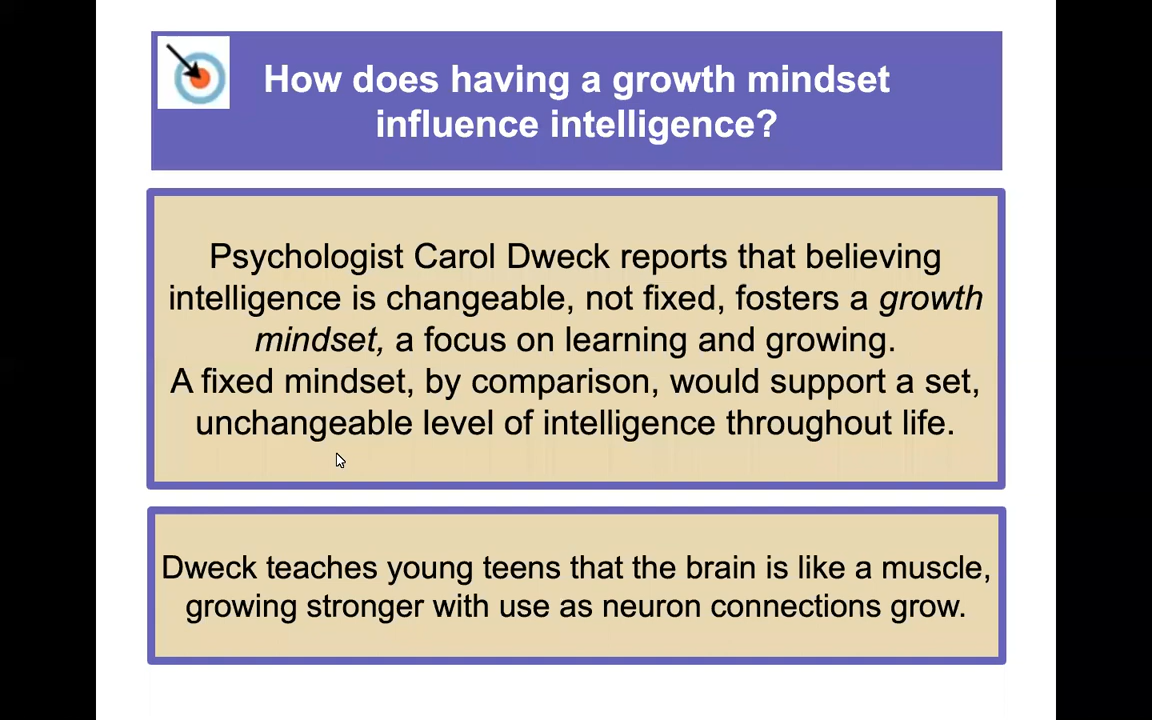 How does having a growth mindset
influence intelligence?
Psychologist Carol Dweck reports that believing
intelligence is changeable, not fixed, fosters a growth
mindset, a focus on learning and growing.
A fixed mindset, by comparison, would support a set,
unchangeable level of intelligence throughout life.
Dweck teaches young teens that the brain is like a muscle,
growing stronger with use as neuron connections grow.